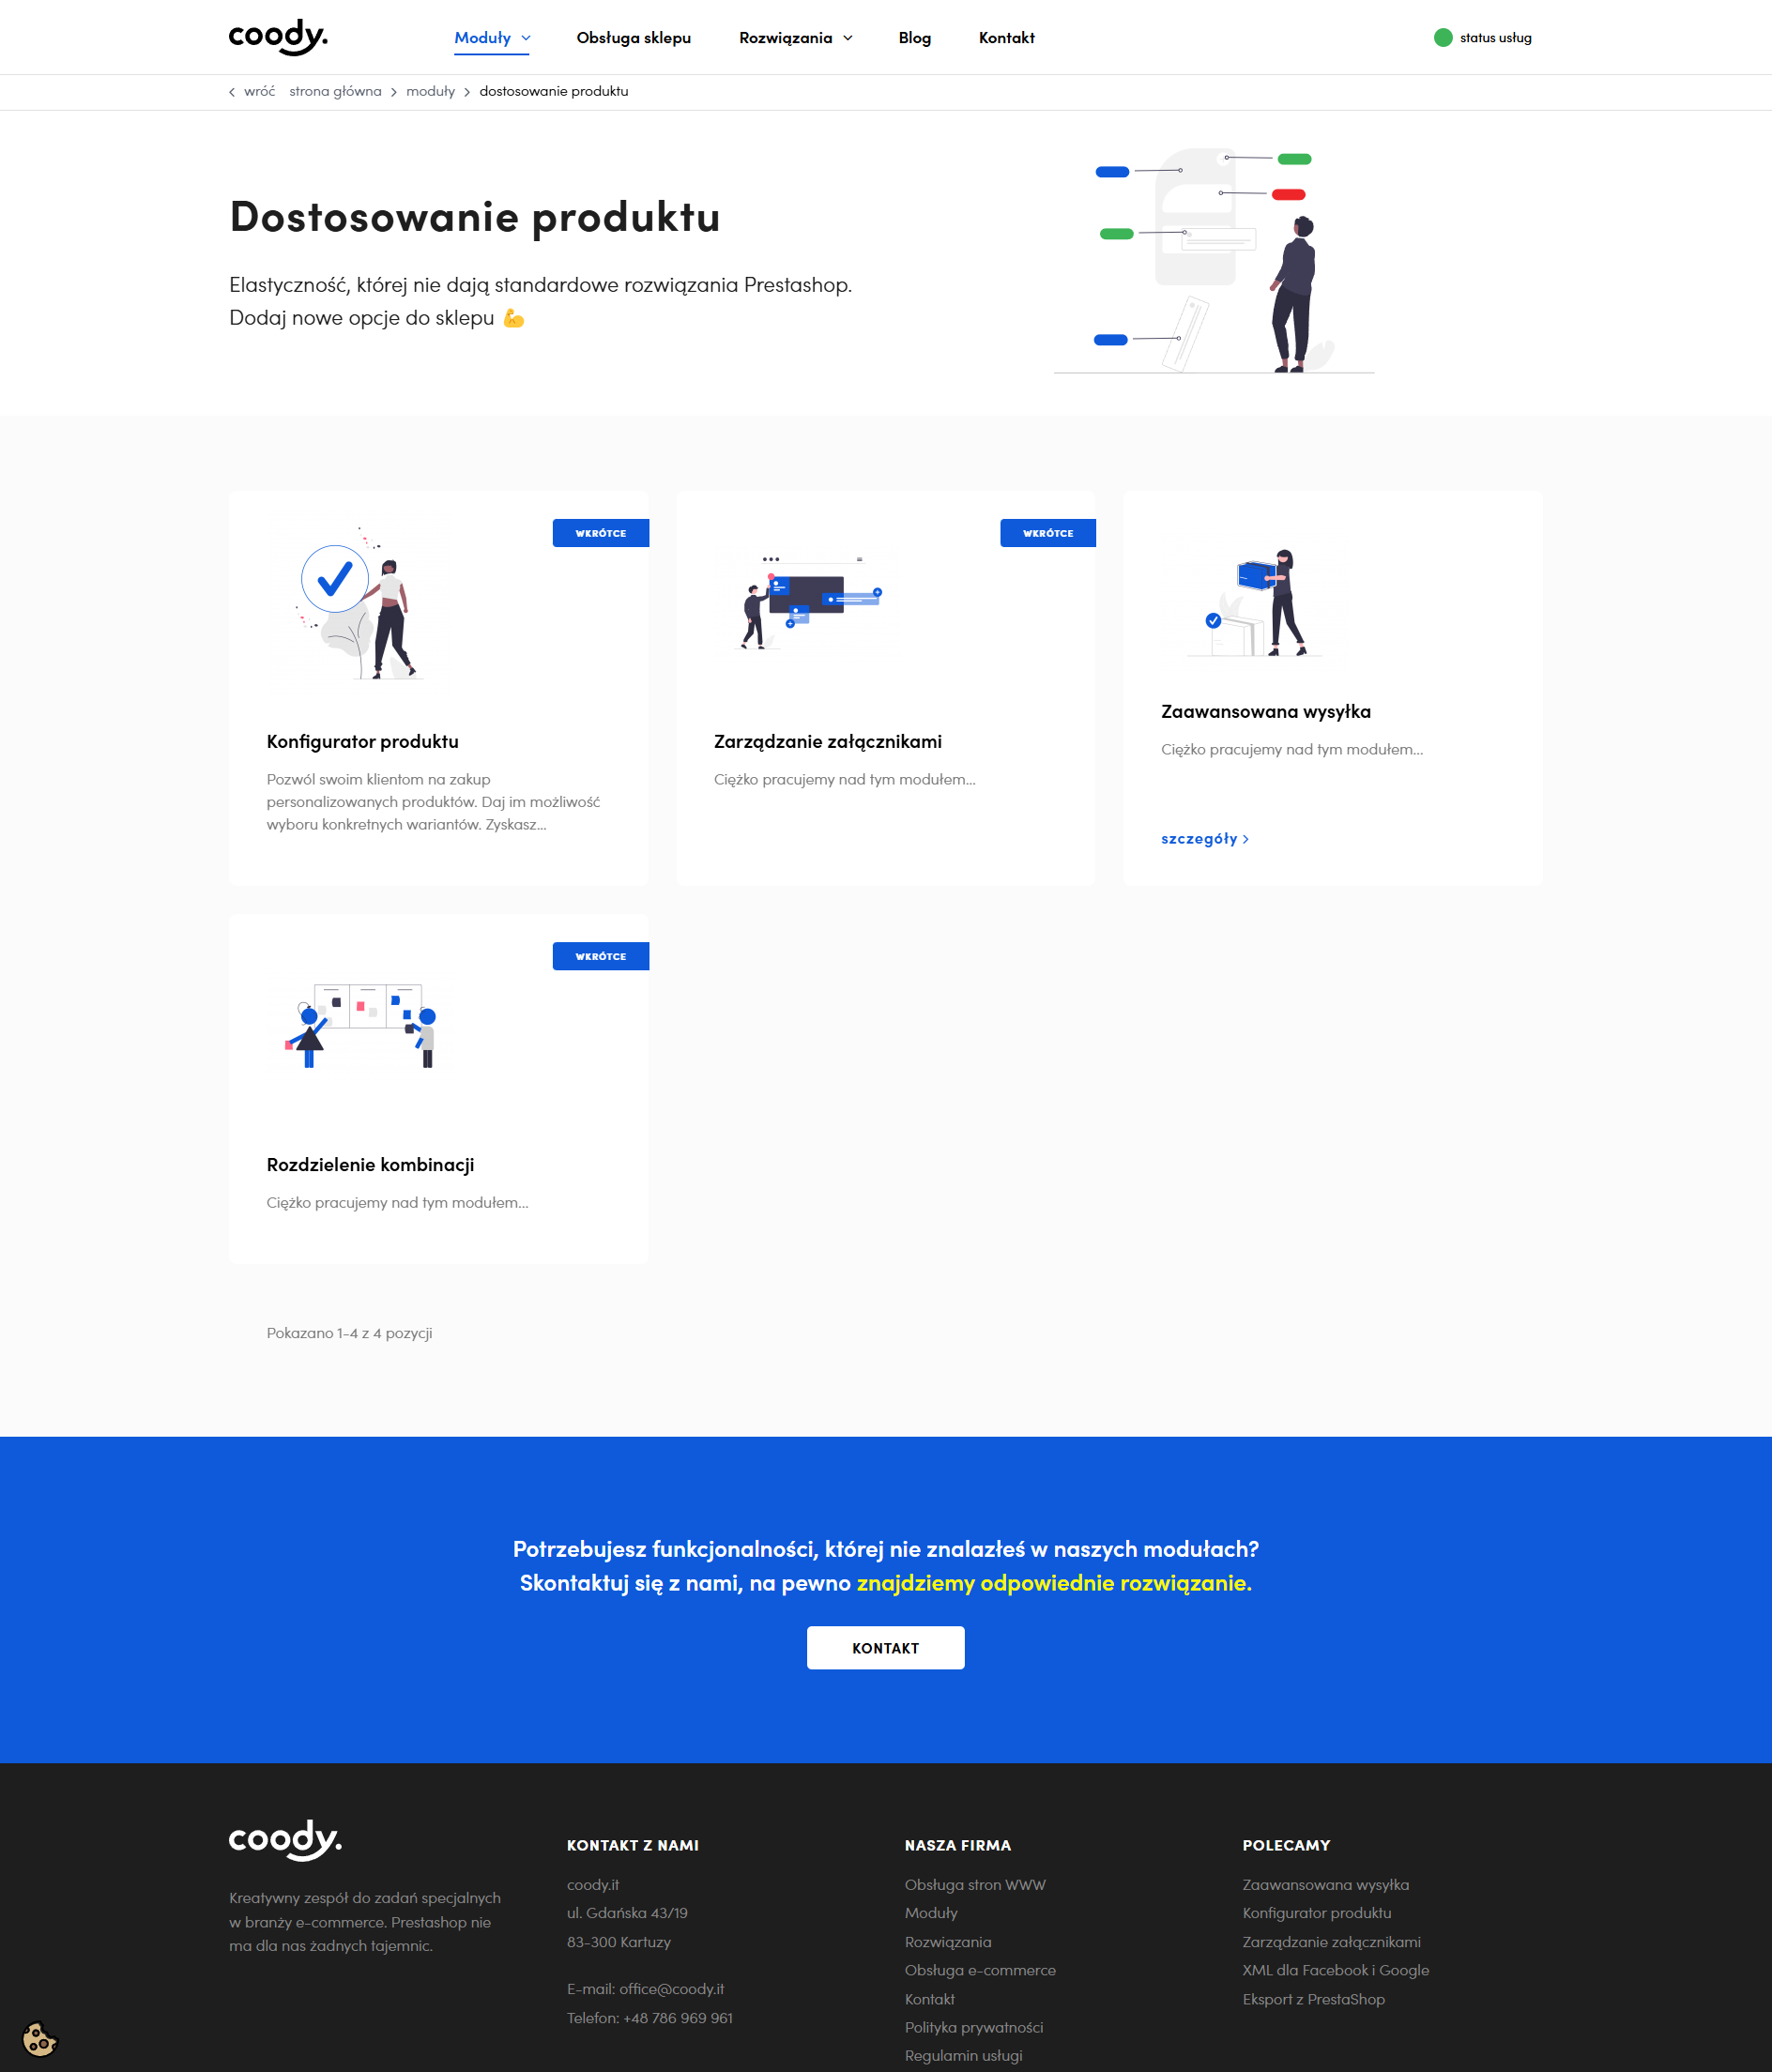 coody.
Moduły
Obsługa sklepu
Rozwiązania
Blog
Kontakt
status usług
wróć
strona główna
moduły
dostosowanie produktu
Dostosowanie produktu
Elastyczność, której nie dają standardowe rozwiązania Prestashop.
Dodaj nowe opcje do sklepu 💪
WKRÓTCE
Konfigurator produktu
Pozwól swoim klientom na zakup
personalizowanych produktów. Daj im możliwość
wyboru konkretnych wariantów. Zyskasz...
WKRÓTCE
Zarządzanie załącznikami
Ciężko pracujemy nad tym modułem...
Zaawansowana wysyłka
Ciężko pracujemy nad tym modułem...
szczegóły
WKRÓTCE
Rozdzielenie kombinacji
Ciężko pracujemy nad tym modułem...
Pokazano 1-4 z 4 pozycji
Potrzebujesz funkcjonalności, której nie znalazłeś w naszych modułach?
Skontaktuj się z nami, na pewno znajdziemy odpowiednie rozwiązanie.
KONTAKT
coody.
Kreatywny zespół do zadań specjalnych
w branży e-commerce. Prestashop nie
ma dla nas żadnych tajemnic.
KONTAKT Z NAMI
coody.it
ul. Gdańska 43/19
83-300 Kartuzy
E-mail: office@coody.it
Telefon: +48 786 969 961
NASZA FIRMA
Obsługa stron WWW
Moduły
Rozwiązania
Obsługa e-commerce
Kontakt
Polityka prywatności
Regulamin usługi
POLECAMY
Zaawansowana wysyłka
Konfigurator produktu
Zarządzanie załącznikami
XML dla Facebook i Google
Eksport z PrestaShop